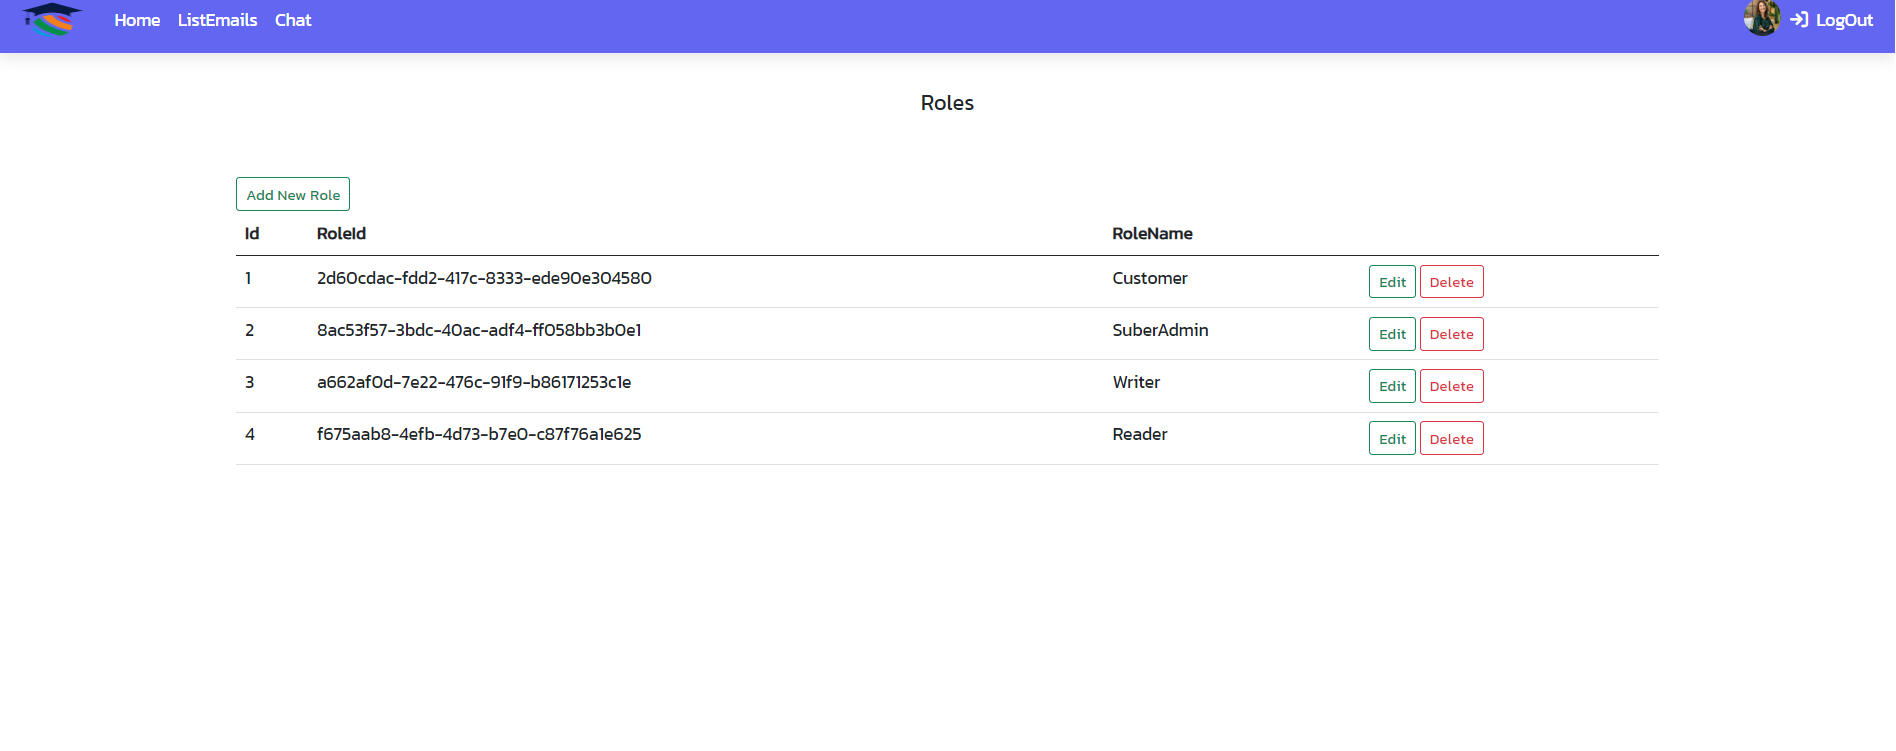 Home ListEmails Chat LogOut
Roles
Add New Role
Id RoleId RoleName
1 2d60cdac-fdd2-417c-8333-ede90e304580 Customer Edit Delete
2 8ac53f57-3bdc-40ac-adf4-ff058bb3b0e1 SuberAdmin Edit Delete
3 a662af0d-7e22-476c-91f9-b86171253c1e Writer Edit Delete
4 f675aab8-4efb-4d73-b7e0-c87f76a1e625 Reader Edit Delete